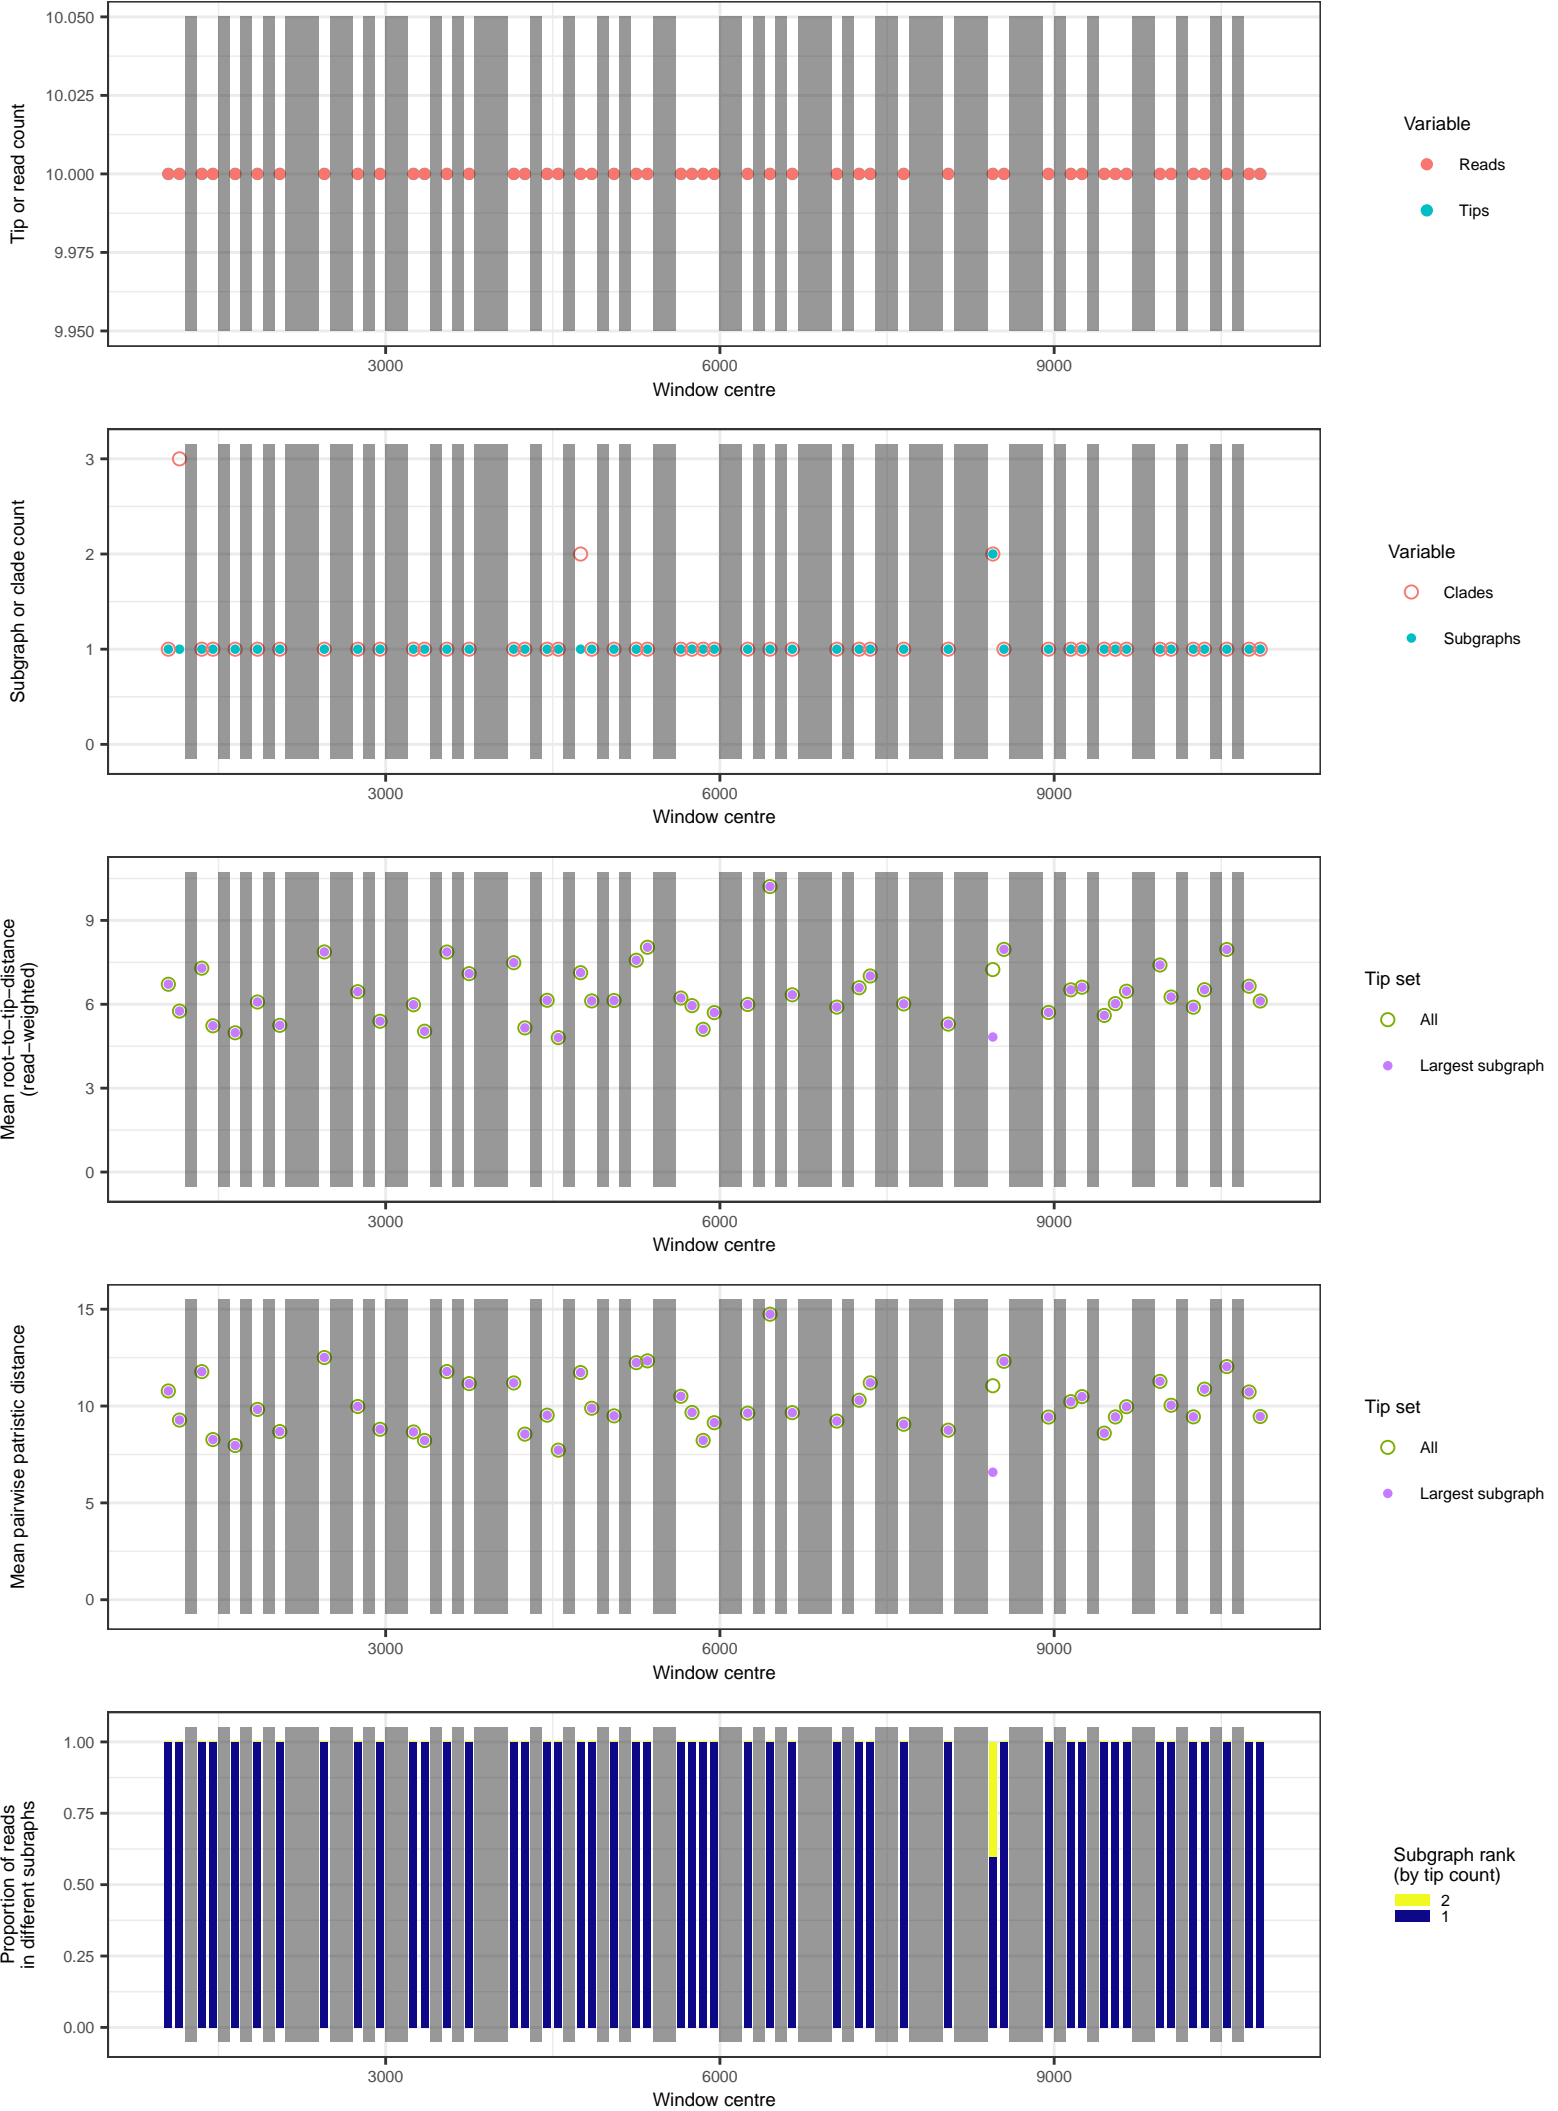 10.050
10.025
10.000
9.975
9.950
Tip or read count
3000
6000
9000
Window centre
Variable
Reads
Tips
3
2
1
0
Subgraph or clade count
3000
6000
9000
Window centre
Variable
Clades
Subgraphs
9
6
3
0
Mean root−to−tip−distance
(read−weighted)
3000
6000
9000
Window centre
Tip set
All
Largest subgraph
15
10
5
0
Mean pairwise patristic distance
3000
6000
9000
Window centre
Tip set
All
Largest subgraph
1.00
0.75
0.50
0.25
0.00
Proportion of reads
in different subraphs
3000
6000
9000
Window centre
Subgraph rank
(by tip count)
2
1